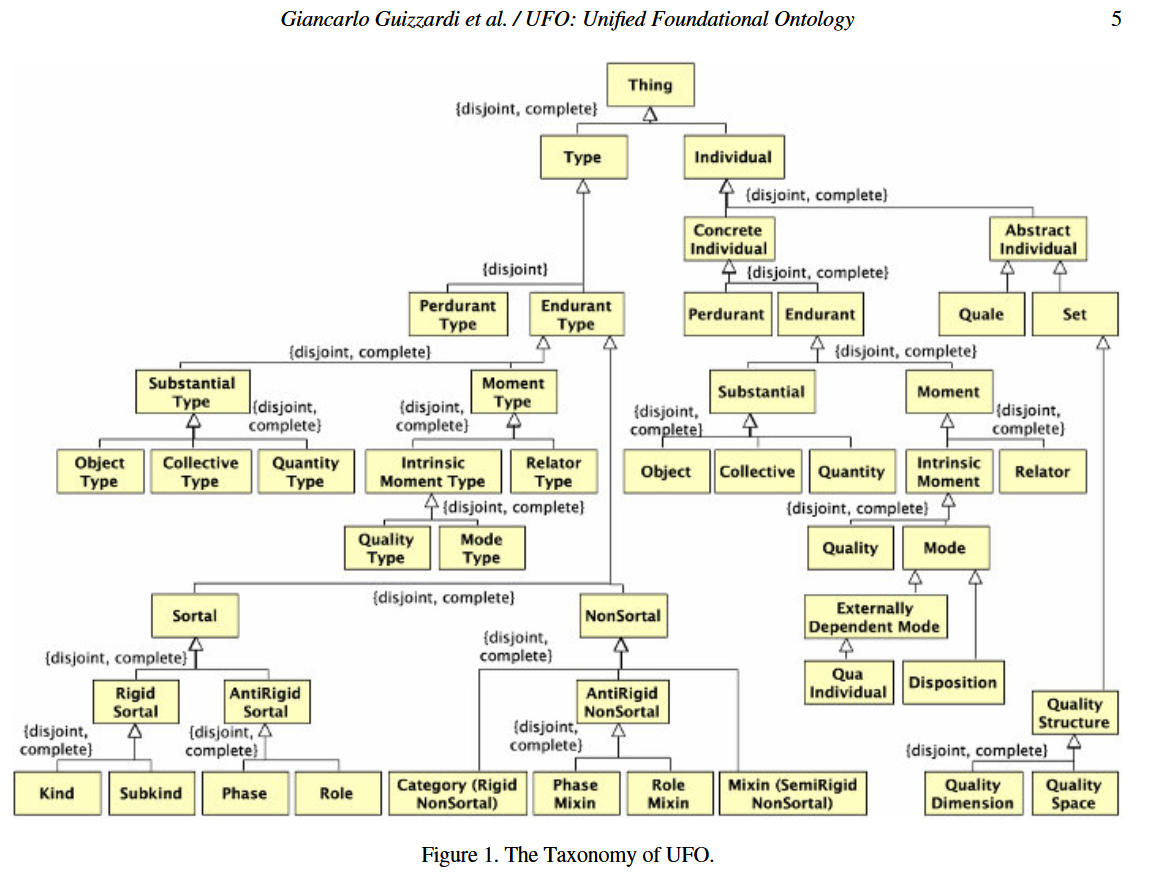 Giancarlo Guizzardi et al. / UFO: Unified Foundational Ontology 5
Thing
{disjoint, complete}
Type
Individual
{disjoint, complete}
Concrete
Individual
Abstract
Individual
{disjoint}
{disjoint, complete}
Perdurant
Type
Endurant
Type
Perdurant
Endurant
Quale
Set
{disjoint, complete}
{disjoint, complete}
Substantial
Type
{disjoint,
complete}
{disjoint,
complete}
Moment
Type
Substantial
{disjoint,
complete}
Moment
{disjoint,
complete}
Object
Type
Collective
Type
Quantity
Type
Intrinsic
Moment Type
Relator
Type
Object
Collective
Quantity
Intrinsic
Moment
Relator
{disjoint, complete}
{disjoint, complete}
Quality
Type
Mode
Type
Quality
Mode
{disjoint, complete}
Sortal
NonSortal
Externally
Dependent Mode
{disjoint, complete}
{disjoint,
complete}
Rigid
Sortal
AntiRigid
Sortal
AntiRigid
NonSortal
Qua
Individual
Disposition
Quality
Structure
{disjoint,
complete}
{disjoint,
complete}
{disjoint,
complete}
{disjoint, complete}
Kind
Subkind
Phase
Role
Category (Rigid
NonSortal)
Phase
Mixin
Role
Mixin
Mixin (SemiRigid
NonSortal)
Quality
Dimension
Quality
Space
Figure 1. The Taxonomy of UFO.